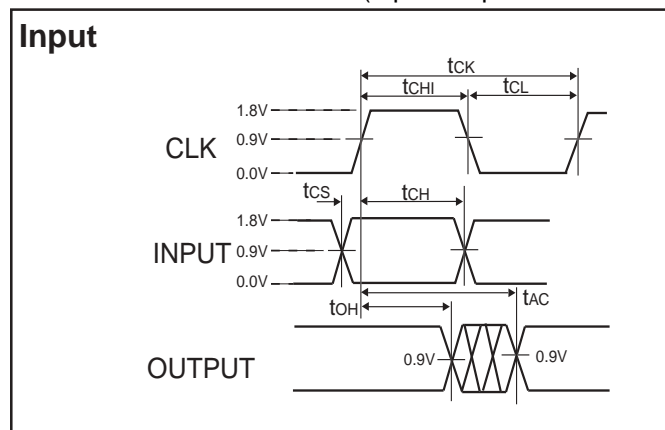 Input
tCK
tCHI
tCL
1.8V
CLK
0.9V
0.0V
tCS
tCH
1.8V
INPUT
0.9V
0.0V
tAC
tOH
OUTPUT
0.9V
0.9V